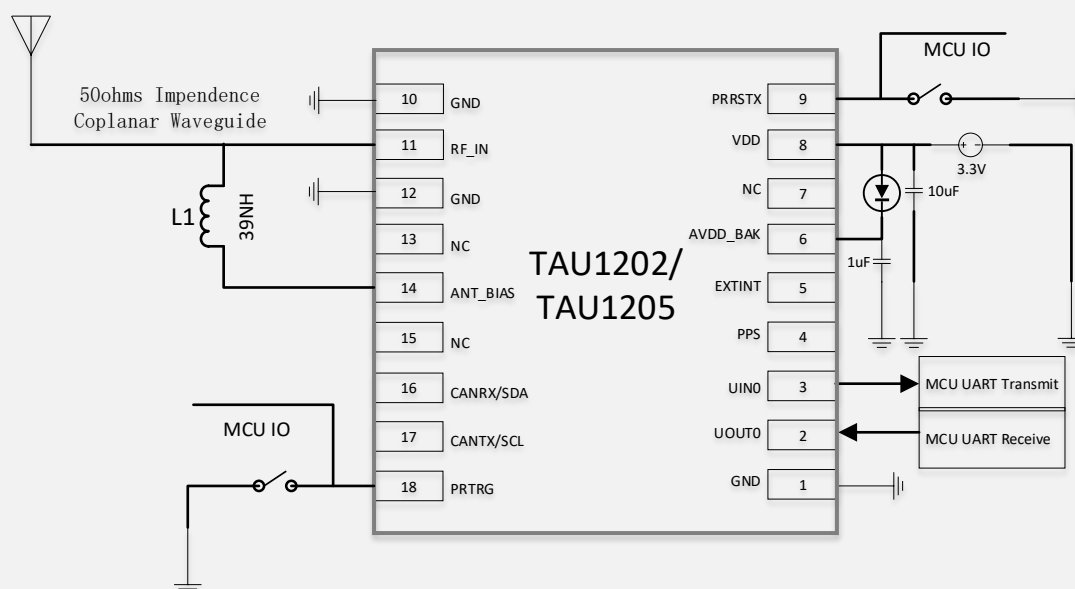 MCU IO
50ohms Impendence
Coplanar Waveguide
10 GND
PRRSTX 9
11 RF_IN
VDD 8
3.3V
12 GND
NC 7
10uF
L1
39NH
13 NC
AVDD_BAK 6
1uF
TAU1202/
TAU1205
14 ANT_BIAS
EXTINT 5
15 NC
PPS 4
16 CANRX/SDA
UIN0 3
MCU UART Transmit
MCU IO
17 CANTX/SCL
UOUT0 2
MCU UART Receive
18 PRTRG
GND 1